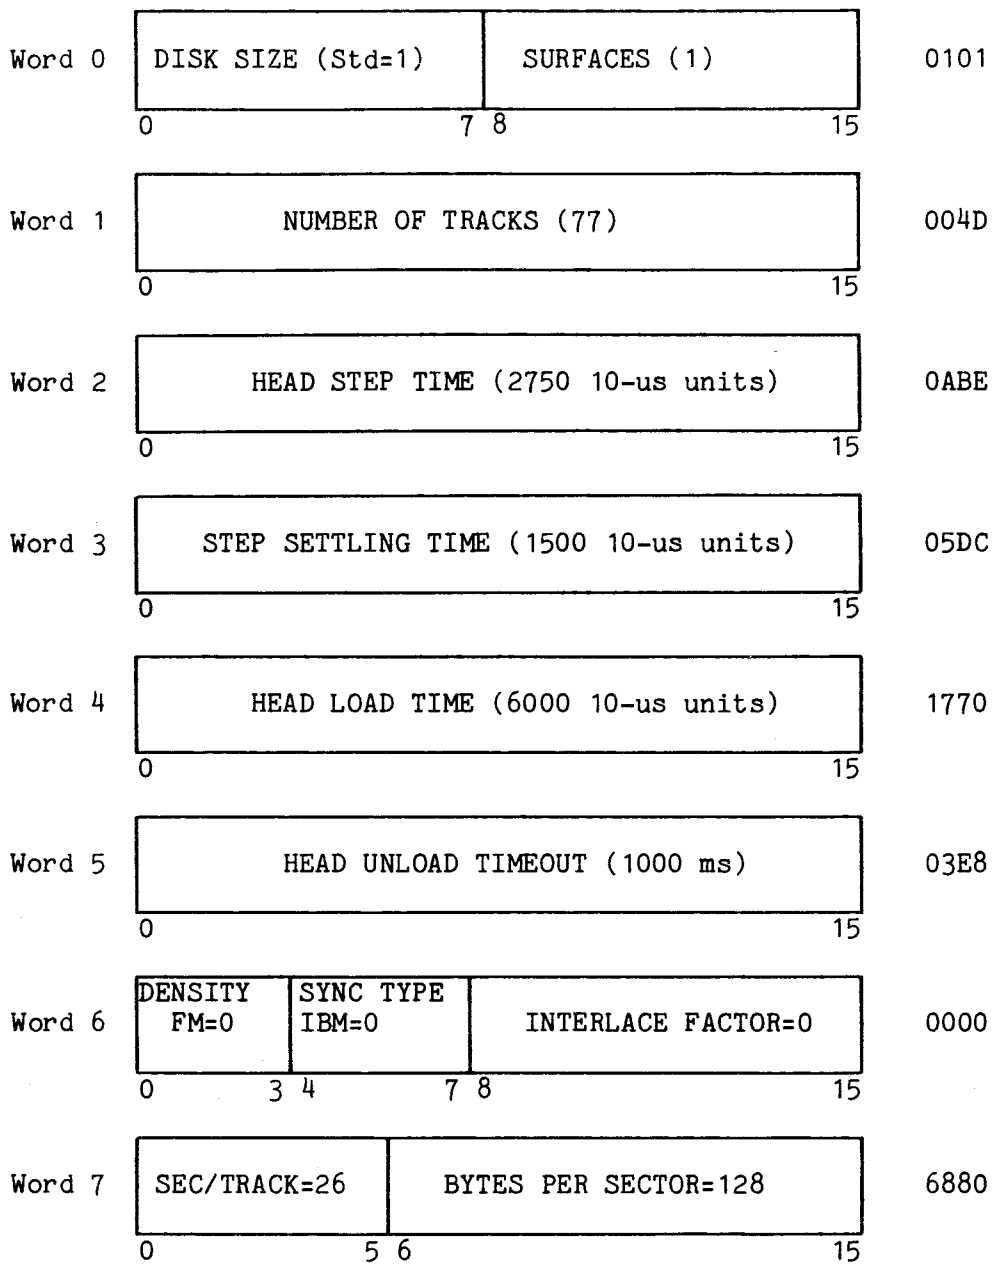 Word 0 DISK SIZE (Std=1) SURFACES (1) 0101
0 7 8 15
Word 1 NUMBER OF TRACKS (77) 004D
0 15
Word 2 HEAD STEP TIME (2750 10-us units) 0ABE
0 15
Word 3 STEP SETTLING TIME (1500 10-us units) 05DC
0 15
Word 4 HEAD LOAD TIME (6000 10-us units) 1770
0 15
Word 5 HEAD UNLOAD TIMEOUT (1000 ms) 03E8
0 15
DENSITY SYNC TYPE
Word 6 FM=0 IBM=0 INTERLACE FACTOR=0 0000
0 3 4 7 8 15
Word 7 SEC/TRACK=26 BYTES PER SECTOR=128 6880
0 5 6 15